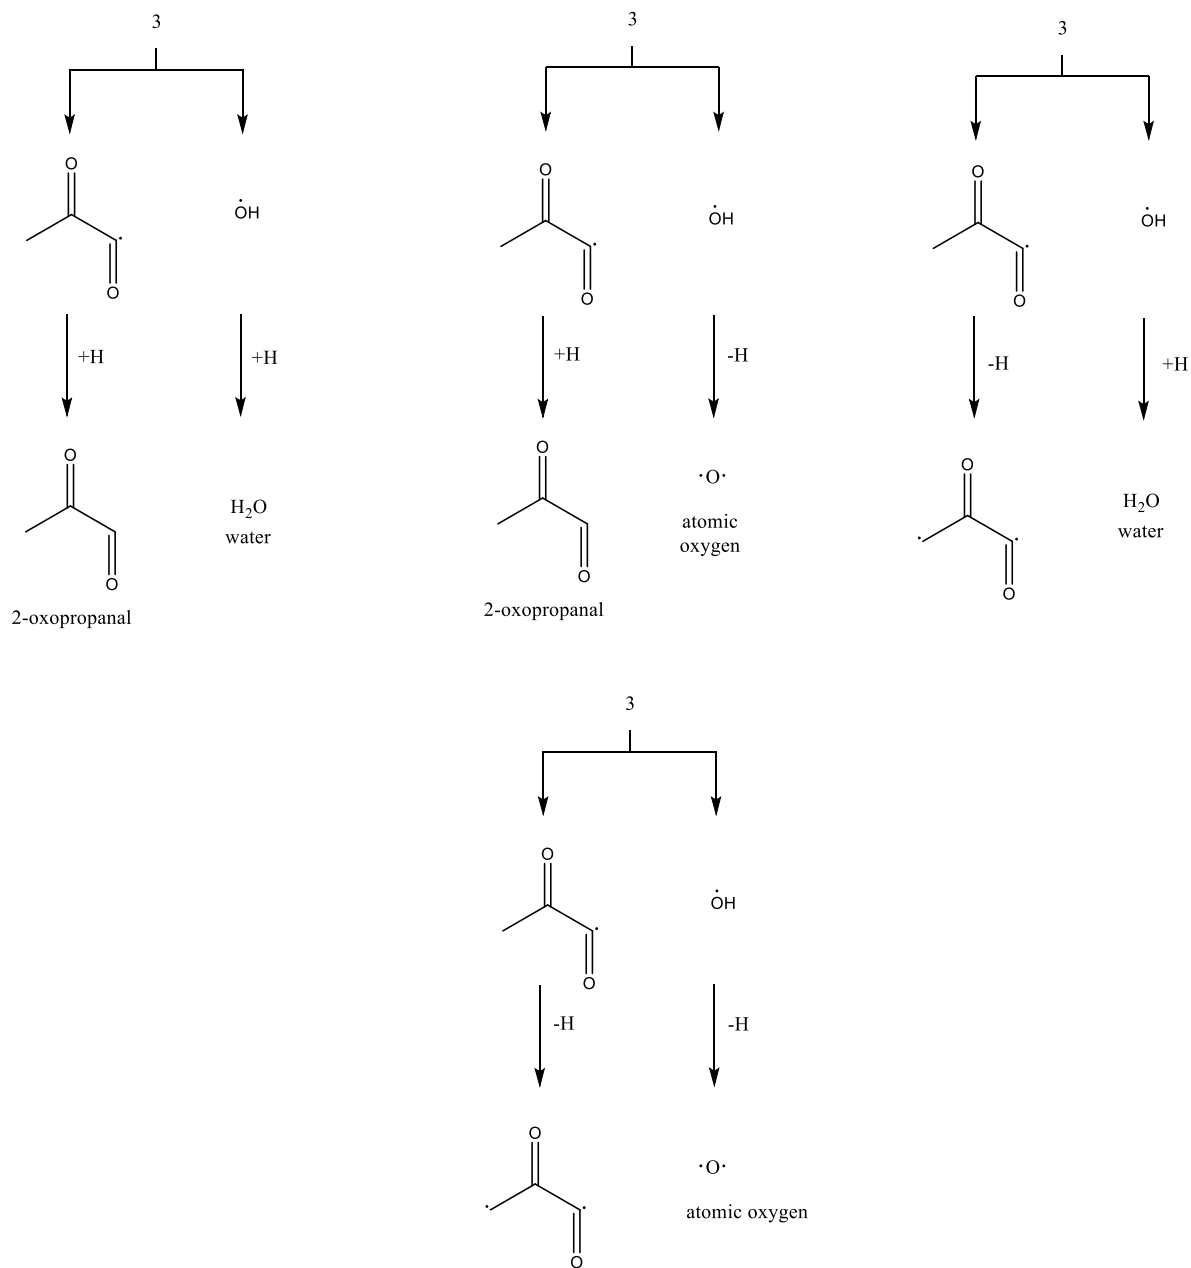 3
3
3
O
ȮH
O
ȮH
O
ȮH
O
O
O
+H
+H
+H
-H
-H
+H
O
H₂O
water
O
·O·
atomic
oxygen
O
H₂O
water
O
O
O
2-oxopropanal
2-oxopropanal
3
O
ȮH
O
-H
-H
O
·O·
atomic oxygen
O